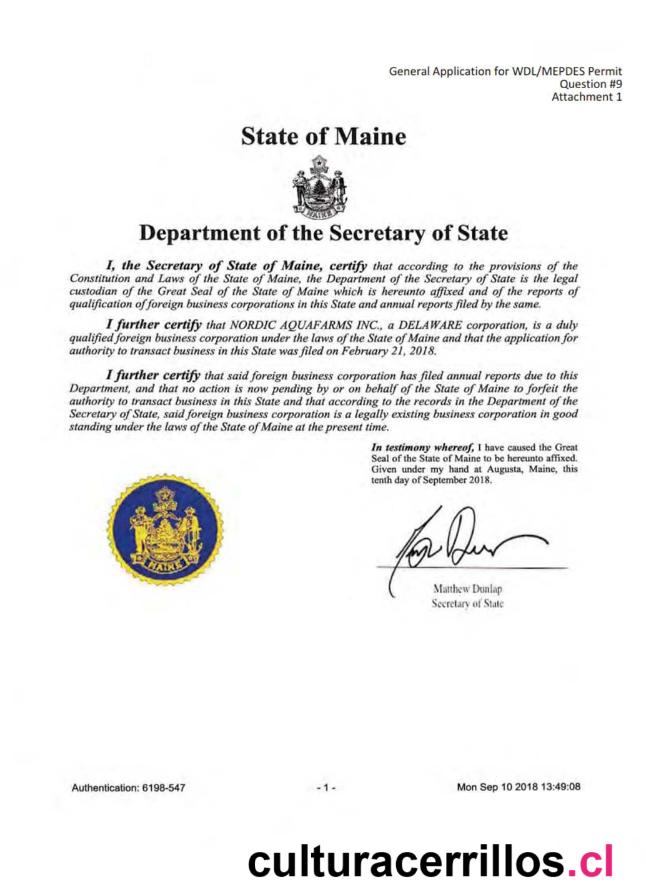 General Application for WDL/MEPDES Permit
Question #9
Attachment 1
State of Maine
MAINE
Department of the Secretary of State
I, the Secretary of State of Maine, certify that according to the provisions of the
Constitution and Laws of the State of Maine, the Department of the Secretary of State is the legal
custodian of the Great Seal of the State of Maine which is hereunto affixed and of the reports of
qualification of foreign business corporations in this State and annual reports filed by the same.
I further certify that NORDIC AQUAFARMS INC., a DELAWARE corporation, is a duly
qualified foreign business corporation under the laws of the State of Maine and that the application for
authority to transact business in this State was filed on February 21, 2018.
I further certify that said foreign business corporation has filed annual reports due to this
Department, and that no action is now pending by or on behalf of the State of Maine to forfeit the
authority to transact business in this State and that according to the records in the Department of the
Secretary of State, said foreign business corporation is a legally existing business corporation in good
standing under the laws of the State of Maine at the present time.
In testimony whereof, I have caused the Great
Seal of the State of Maine to be hereunto affixed.
Given under my hand at Augusta, Maine, this
tenth day of September 2018.
MAINE
Matthew Dunlap
Secretary of State
Authentication: 6198-547
- 1 -
Mon Sep 10 2018 13:49:08
culturacerrillos.cl